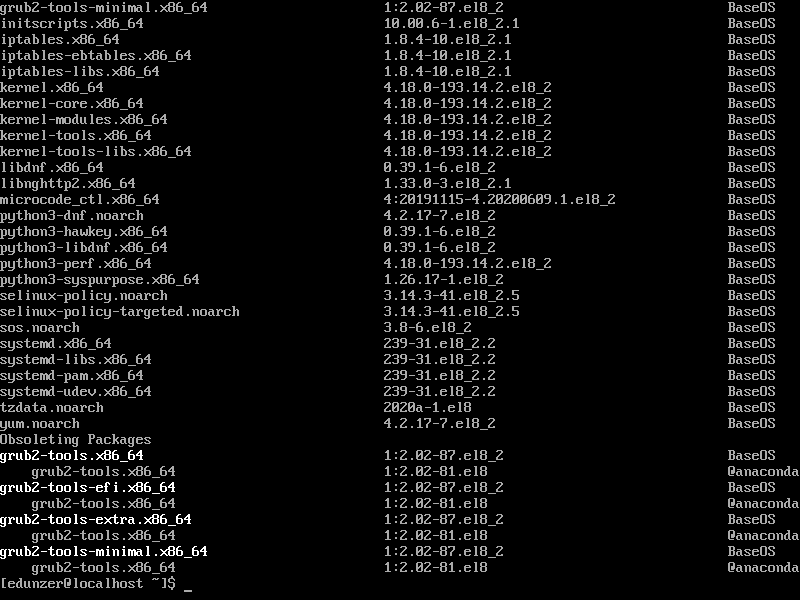 grub2-tools-minimal.x86_64 1:2.02-87.el8_2 BaseOS
initscripts.x86_64 10.00.6-1.el8_2.1 BaseOS
iptables.x86_64 1.8.4-10.el8_2.1 BaseOS
iptables-ebtables.x86_64 1.8.4-10.el8_2.1 BaseOS
iptables-libs.x86_64 1.8.4-10.el8_2.1 BaseOS
kernel.x86_64 4.18.0-193.14.2.el8_2 BaseOS
kernel-core.x86_64 4.18.0-193.14.2.el8_2 BaseOS
kernel-modules.x86_64 4.18.0-193.14.2.el8_2 BaseOS
kernel-tools.x86_64 4.18.0-193.14.2.el8_2 BaseOS
kernel-tools-libs.x86_64 4.18.0-193.14.2.el8_2 BaseOS
libdnf.x86_64 0.39.1-6.el8_2 BaseOS
libnghttp2.x86_64 1.33.0-3.el8_2.1 BaseOS
microcode_ctl.x86_64 4:20191115-4.20200609.1.el8_2 BaseOS
python3-dnf.noarch 4.2.17-7.el8_2 BaseOS
python3-hawkey.x86_64 0.39.1-6.el8_2 BaseOS
python3-libdnf.x86_64 0.39.1-6.el8_2 BaseOS
python3-perf.x86_64 4.18.0-193.14.2.el8_2 BaseOS
python3-syspurpose.x86_64 1.26.17-1.el8_2 BaseOS
selinux-policy.noarch 3.14.3-41.el8_2.5 BaseOS
selinux-policy-targeted.noarch 3.14.3-41.el8_2.5 BaseOS
sos.noarch 3.8-6.el8_2 BaseOS
systemd.x86_64 239-31.el8_2.2 BaseOS
systemd-libs.x86_64 239-31.el8_2.2 BaseOS
systemd-pam.x86_64 239-31.el8_2.2 BaseOS
systemd-udev.x86_64 239-31.el8_2.2 BaseOS
tzdata.noarch 2020a-1.el8 BaseOS
yum.noarch 4.2.17-7.el8_2 BaseOS
Obsoleting Packages
grub2-tools.x86_64 1:2.02-87.el8_2 BaseOS
grub2-tools.x86_64 1:2.02-81.el8 @anaconda
grub2-tools-efi.x86_64 1:2.02-87.el8_2 BaseOS
grub2-tools.x86_64 1:2.02-81.el8 @anaconda
grub2-tools-extra.x86_64 1:2.02-87.el8_2 BaseOS
grub2-tools.x86_64 1:2.02-81.el8 @anaconda
grub2-tools-minimal.x86_64 1:2.02-87.el8_2 BaseOS
grub2-tools.x86_64 1:2.02-81.el8 @anaconda
[edunzer@localhost ~]$ _